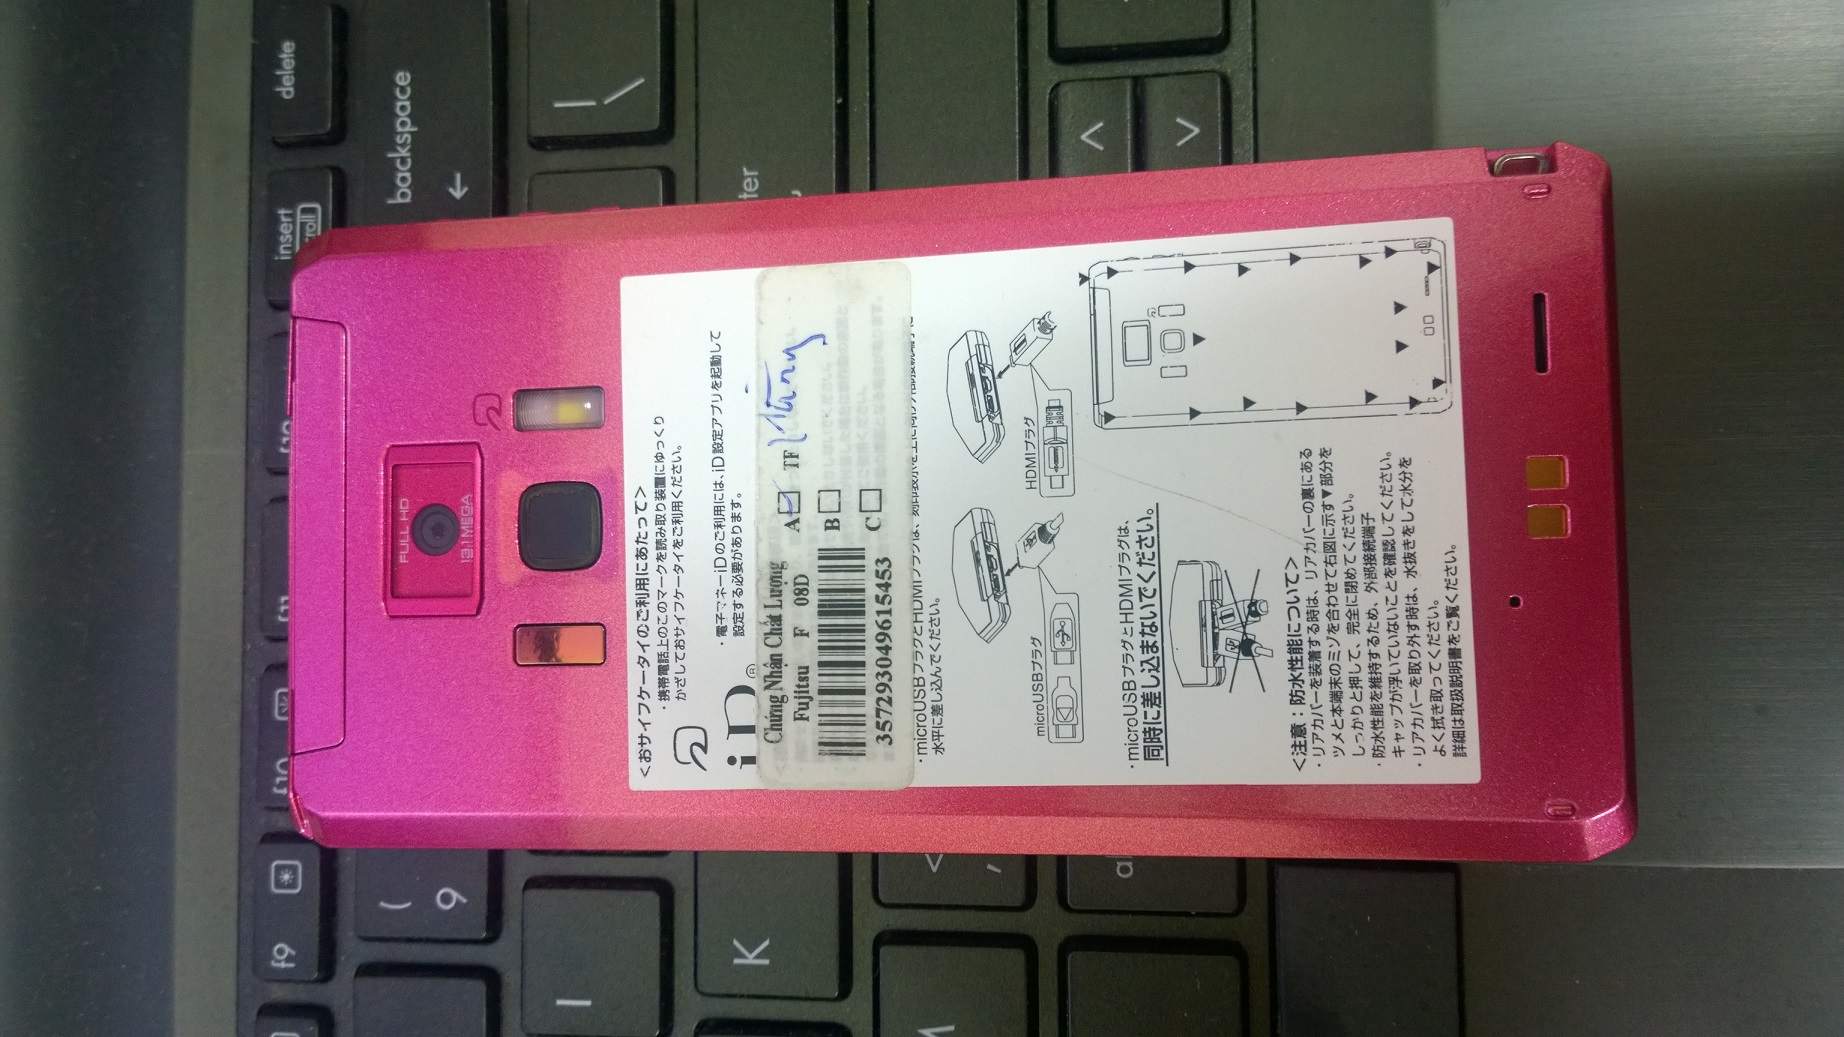 FULL HD
13.1MEGA
<おサイフケータイのご利用にあたって>
・携帯電話上のこのマークを読み取り装置にゆっくり
かざしておサイフケータイをご利用ください。
iD
・電子マネーiDのご利用には、iD設定アプリを起動して
設定する必要があります。
Chứng Nhận Chất Lượng
Fujitsu F 08D
357293049615453
A TF
B
C
・microUSBプラグとHDMIプラグは、
水平に差し込んでください。
microUSBプラグ
HDMIプラグ
・microUSBプラグとHDMIプラグは、
同時に差し込まないでください。
<注意：防水性能について>
・リアカバーを装着する時は、リアカバーの裏にある
ツメと本端末のミゾを合わせて右図に示す▼部分を
しっかりと押して、完全に閉めてください。
・防水性能を維持するため、外部接続端子
キャップが浮いていないことを確認してください。
・リアカバーを取り外す時は、水抜きをして水分を
よく拭き取ってください。
詳細は取扱説明書をご覧ください。
delete
insert
backspace
f11
f10
f9
(
9
I
K
M